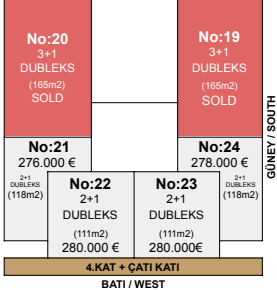 No:20
3+1
DUBLEKS
(165m2)
SOLD
No:19
3+1
DUBLEKS
(165m2)
SOLD
No:21
276.000 €
2+1
DUBLEKS
(118m2)
No:22
2+1
DUBLEKS
(111m2)
280.000 €
No:23
2+1
DUBLEKS
(111m2)
280.000€
No:24
278.000 €
2+1
DUBLEKS
(118m2)
GÜNEY / SOUTH
4.KAT + ÇATI KATI
BATI / WEST